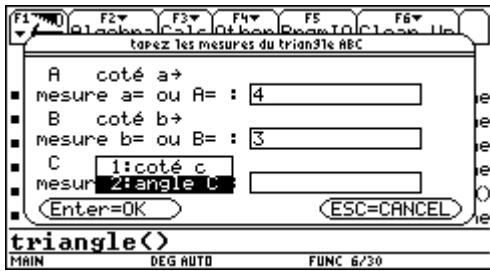 F1 F2 F3 F4 F5 F6
Algebra Calc Other PrgmIO Clean Up
tapez les mesures du triangle ABC
A coté a→
mesure a= ou A= : 4
B coté b→
mesure b= ou B= : 3
C 1:coté c
mesur 2:angle C :
Enter=OK ESC=CANCEL
triangle()
MAIN DEG AUTO FUNC 6/30